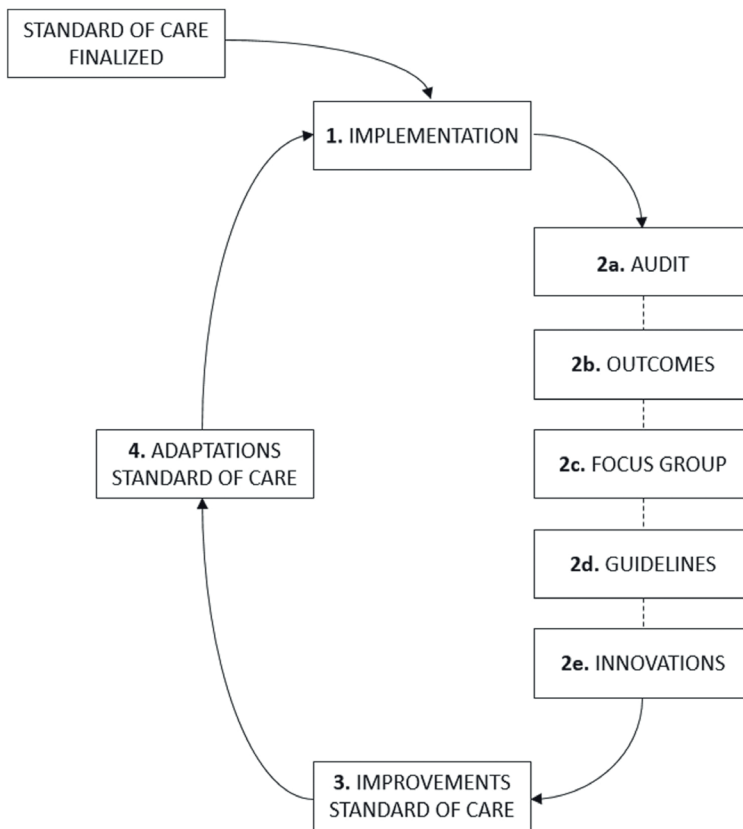 STANDARD OF CARE
FINALIZED
1. IMPLEMENTATION
2a. AUDIT
2b. OUTCOMES
2c. FOCUS GROUP
2d. GUIDELINES
2e. INNOVATIONS
3. IMPROVEMENTS
STANDARD OF CARE
4. ADAPTATIONS
STANDARD OF CARE